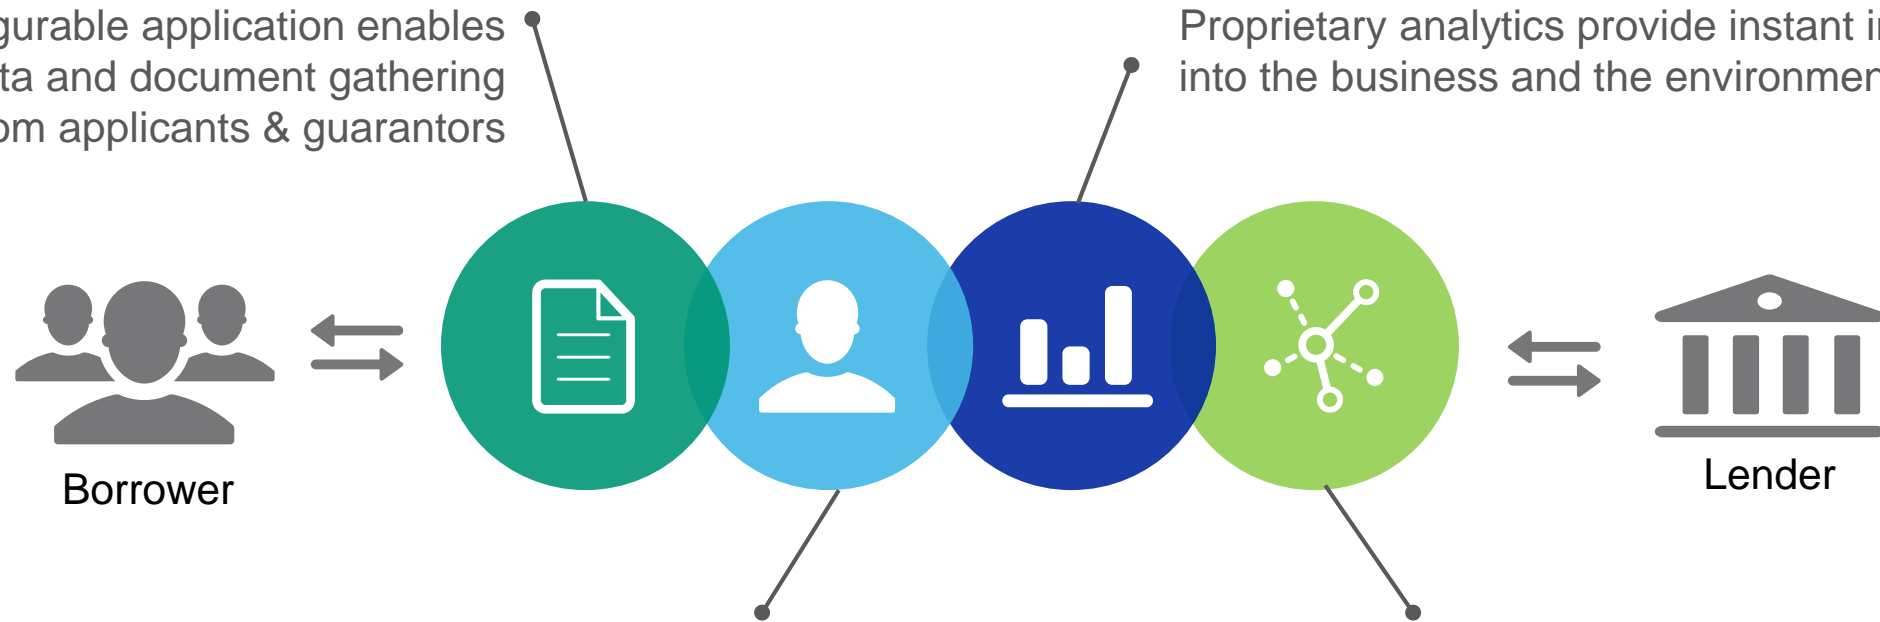 gurable application enables
ta and document gathering
om applicants & guarantors
Proprietary analytics provide instant i
into the business and the environmen
Borrower
Lender